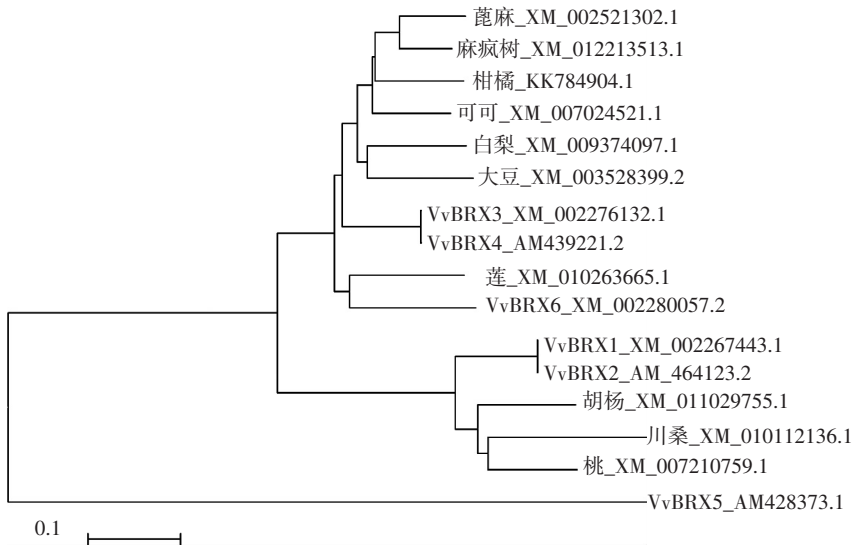 蓖麻_XM_002521302.1
麻疯树_XM_012213513.1
柑橘_KK784904.1
可可_XM_007024521.1
白梨_XM_009374097.1
大豆_XM_003528399.2
VvBRX3_XM_002276132.1
VvBRX4_AM439221.2
莲_XM_010263665.1
VvBRX6_XM_002280057.2
VvBRX1_XM_002267443.1
VvBRX2_AM_464123.2
胡杨_XM_011029755.1
川桑_XM_010112136.1
桃_XM_007210759.1
VvBRX5_AM428373.1
0.1